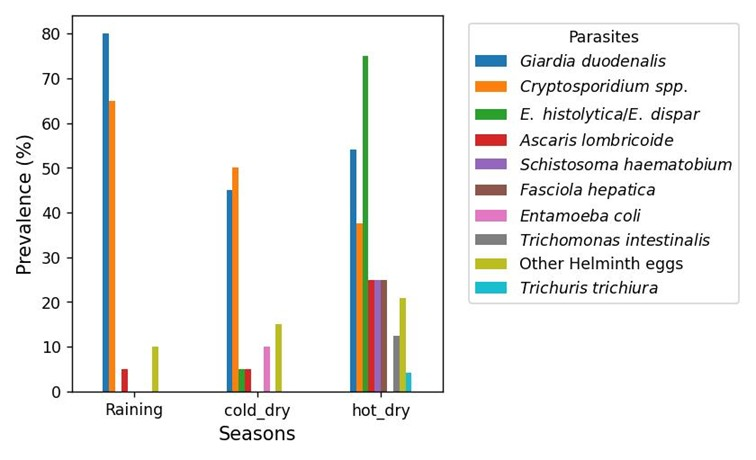 80
70
60
50
40
30
20
10
0
Prevalence (%)
Raining cold_dry hot_dry
Seasons
Parasites
Giardia duodenalis
Cryptosporidium spp.
E. histolytica/E. dispar
Ascaris lombricoide
Schistosoma haematobium
Fasciola hepatica
Entamoeba coli
Trichomonas intestinalis
Other Helminth eggs
Trichuris trichiura